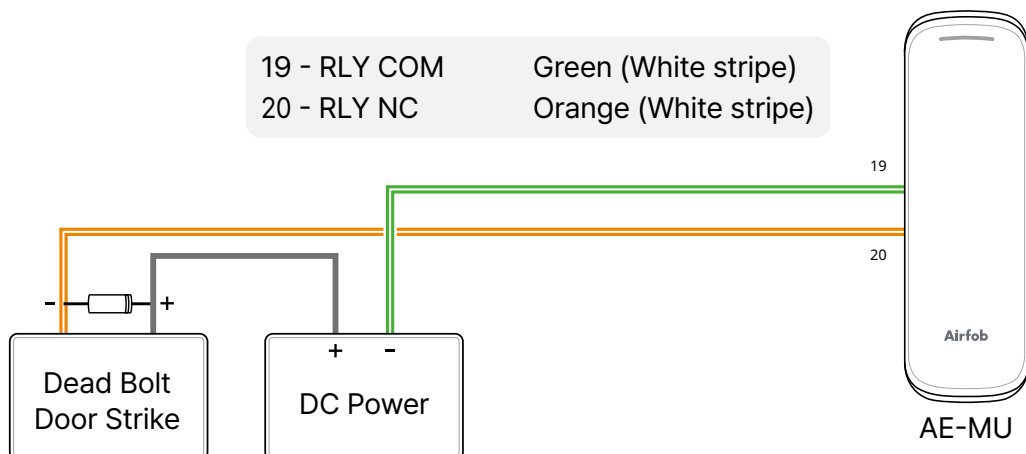 19 - RLY COM Green (White stripe)
20 - RLY NC Orange (White stripe)
19
20
- +
+ -
Dead Bolt
Door Strike
DC Power
Airfob
AE-MU